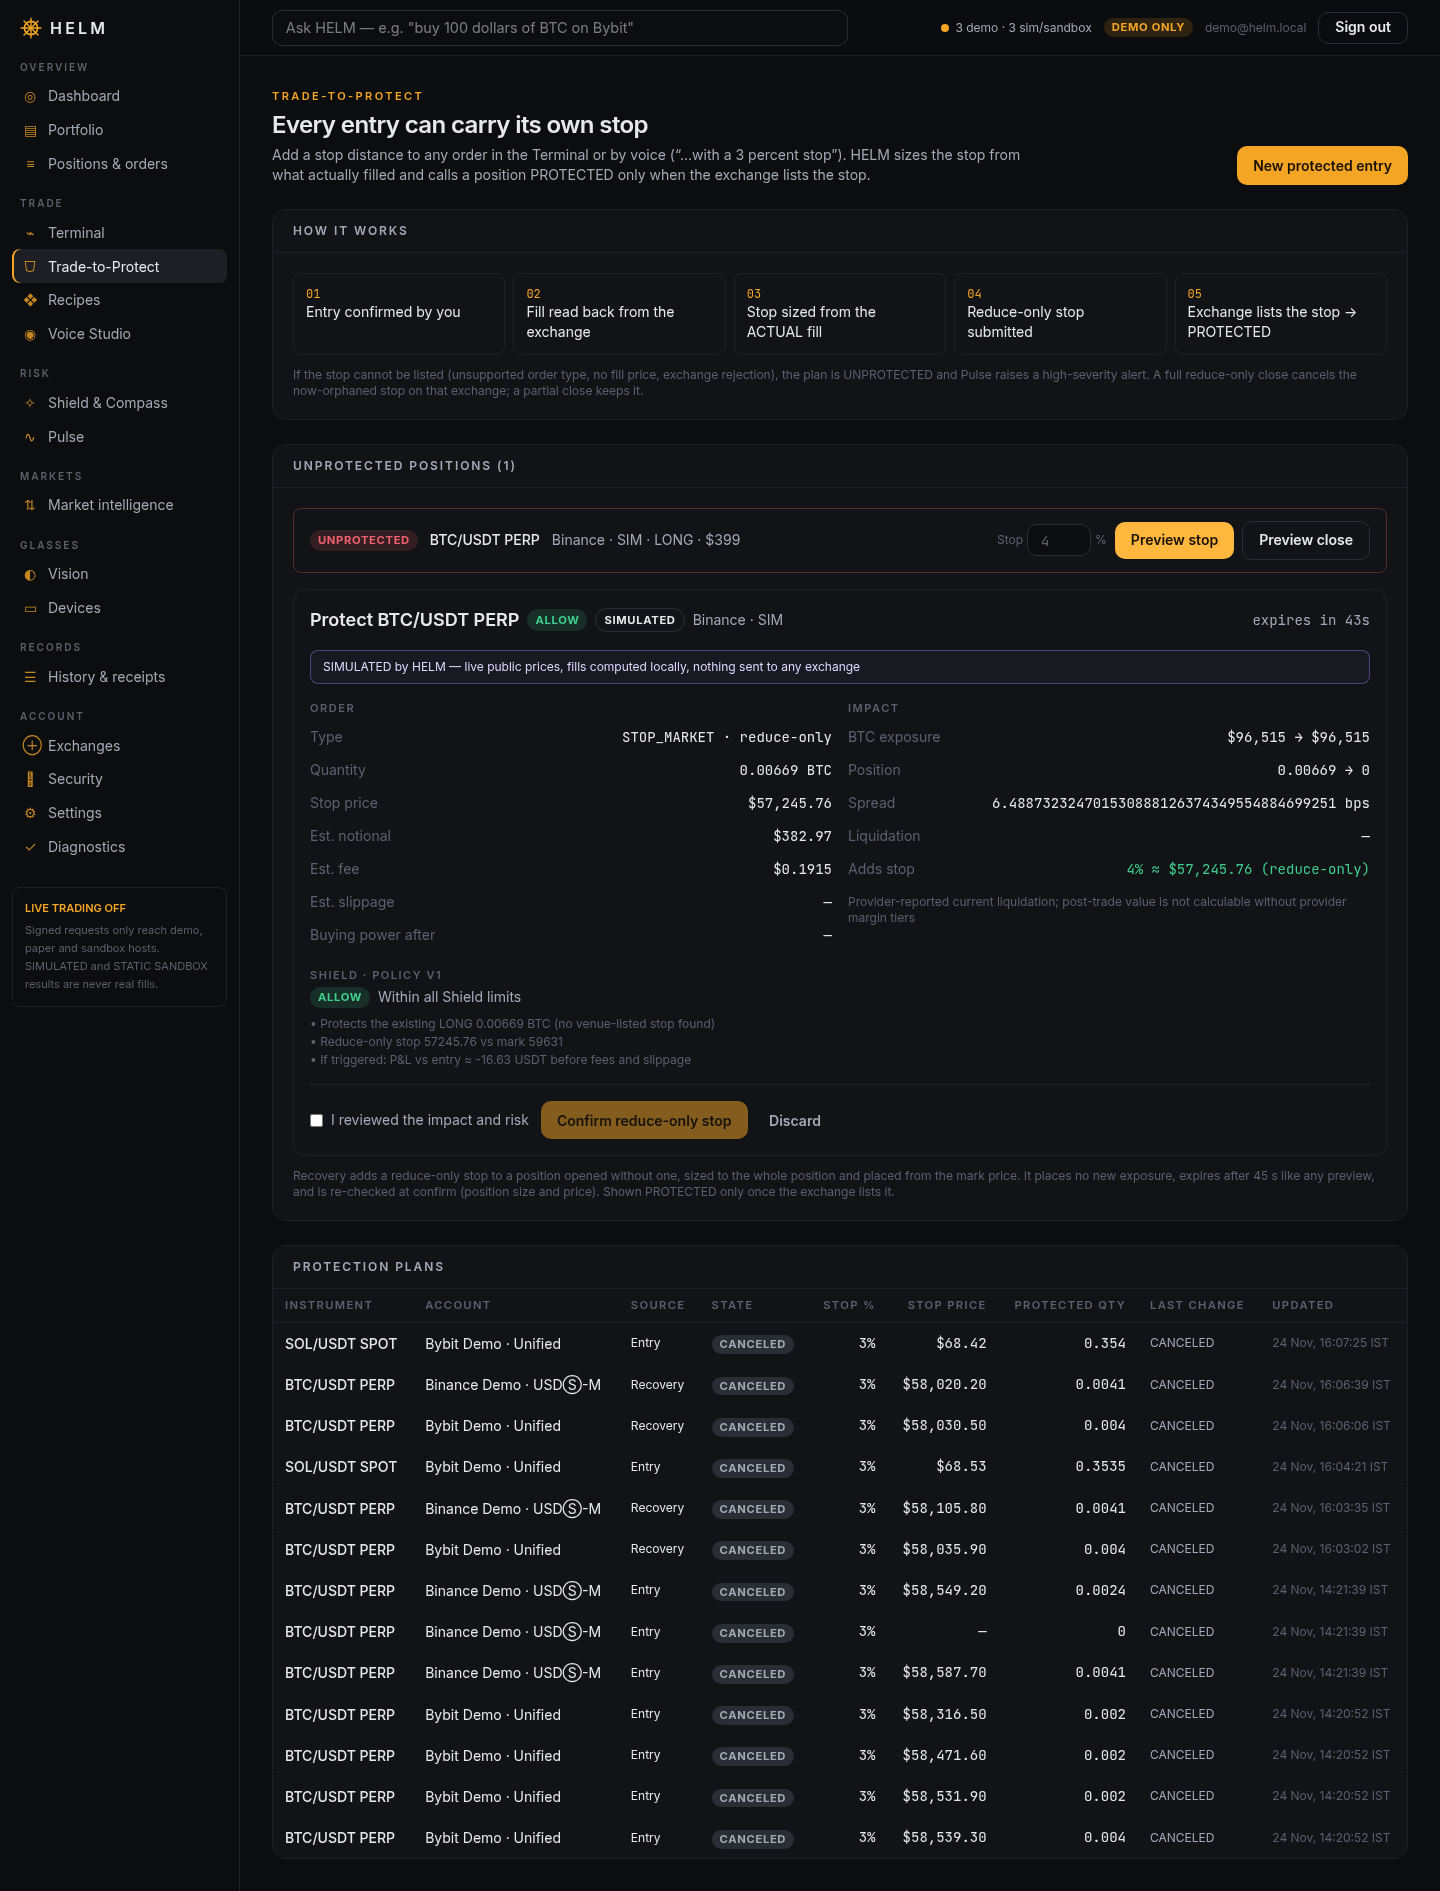 HELM
Ask HELM — e.g. "buy 100 dollars of BTC on Bybit"
3 demo · 3 sim/sandbox
DEMO ONLY
demo@helm.local
Sign out
OVERVIEW
Dashboard
Portfolio
Positions & orders
TRADE
Terminal
Trade-to-Protect
Recipes
Voice Studio
RISK
Shield & Compass
Pulse
MARKETS
Market intelligence
GLASSES
Vision
Devices
RECORDS
History & receipts
ACCOUNT
Exchanges
Security
Settings
Diagnostics
LIVE TRADING OFF
Signed requests only reach demo,
paper and sandbox hosts.
SIMULATED and STATIC SANDBOX
results are never real fills.
TRADE-TO-PROTECT
Every entry can carry its own stop
Add a stop distance to any order in the Terminal or by voice (“…with a 3 percent stop”). HELM sizes the stop from
what actually filled and calls a position PROTECTED only when the exchange lists the stop.
New protected entry
HOW IT WORKS
01
Entry confirmed by you
02
Fill read back from the
exchange
03
Stop sized from the
ACTUAL fill
04
Reduce-only stop
submitted
05
Exchange lists the stop →
PROTECTED
If the stop cannot be listed (unsupported order type, no fill price, exchange rejection), the plan is UNPROTECTED and Pulse raises a high-severity alert. A full reduce-only close cancels the
now-orphaned stop on that exchange; a partial close keeps it.
UNPROTECTED POSITIONS (1)
UNPROTECTED BTC/USDT PERP Binance · SIM · LONG · $399 Stop 4 % Preview stop Preview close
Protect BTC/USDT PERP ALLOW SIMULATED Binance · SIM expires in 43s
SIMULATED by HELM — live public prices, fills computed locally, nothing sent to any exchange
ORDER
Type STOP_MARKET · reduce-only
Quantity 0.00669 BTC
Stop price $57,245.76
Est. notional $382.97
Est. fee $0.1915
Est. slippage —
Buying power after —
IMPACT
BTC exposure $96,515 → $96,515
Position 0.00669 → 0
Spread 6.4887323247015308881263743495548846​99251 bps
Liquidation —
Adds stop 4% ≈ $57,245.76 (reduce-only)
Provider-reported current liquidation; post-trade value is not calculable without provider
margin tiers
SHIELD · POLICY V1
ALLOW Within all Shield limits
• Protects the existing LONG 0.00669 BTC (no venue-listed stop found)
• Reduce-only stop 57245.76 vs mark 59631
• If triggered: P&L vs entry ≈ -16.63 USDT before fees and slippage
I reviewed the impact and risk Confirm reduce-only stop Discard
Recovery adds a reduce-only stop to a position opened without one, sized to the whole position and placed from the mark price. It places no new exposure, expires after 45 s like any preview,
and is re-checked at confirm (position size and price). Shown PROTECTED only once the exchange lists it.
PROTECTION PLANS
INSTRUMENT ACCOUNT SOURCE STATE STOP % STOP PRICE PROTECTED QTY LAST CHANGE UPDATED
SOL/USDT SPOT Bybit Demo · Unified Entry CANCELED 3% $68.42 0.354 CANCELED 24 Nov, 16:07:25 IST
BTC/USDT PERP Binance Demo · USDⓈ-M Recovery CANCELED 3% $58,020.20 0.0041 CANCELED 24 Nov, 16:06:39 IST
BTC/USDT PERP Bybit Demo · Unified Recovery CANCELED 3% $58,030.50 0.004 CANCELED 24 Nov, 16:06:06 IST
SOL/USDT SPOT Bybit Demo · Unified Entry CANCELED 3% $68.53 0.3535 CANCELED 24 Nov, 16:04:21 IST
BTC/USDT PERP Binance Demo · USDⓈ-M Recovery CANCELED 3% $58,105.80 0.0041 CANCELED 24 Nov, 16:03:35 IST
BTC/USDT PERP Bybit Demo · Unified Recovery CANCELED 3% $58,035.90 0.004 CANCELED 24 Nov, 16:03:02 IST
BTC/USDT PERP Binance Demo · USDⓈ-M Entry CANCELED 3% $58,549.20 0.0024 CANCELED 24 Nov, 14:21:39 IST
BTC/USDT PERP Binance Demo · USDⓈ-M Entry CANCELED 3% — 0 CANCELED 24 Nov, 14:21:39 IST
BTC/USDT PERP Binance Demo · USDⓈ-M Entry CANCELED 3% $58,587.70 0.0041 CANCELED 24 Nov, 14:21:39 IST
BTC/USDT PERP Bybit Demo · Unified Entry CANCELED 3% $58,316.50 0.002 CANCELED 24 Nov, 14:20:52 IST
BTC/USDT PERP Bybit Demo · Unified Entry CANCELED 3% $58,471.60 0.002 CANCELED 24 Nov, 14:20:52 IST
BTC/USDT PERP Bybit Demo · Unified Entry CANCELED 3% $58,531.90 0.002 CANCELED 24 Nov, 14:20:52 IST
BTC/USDT PERP Bybit Demo · Unified Entry CANCELED 3% $58,539.30 0.004 CANCELED 24 Nov, 14:20:52 IST